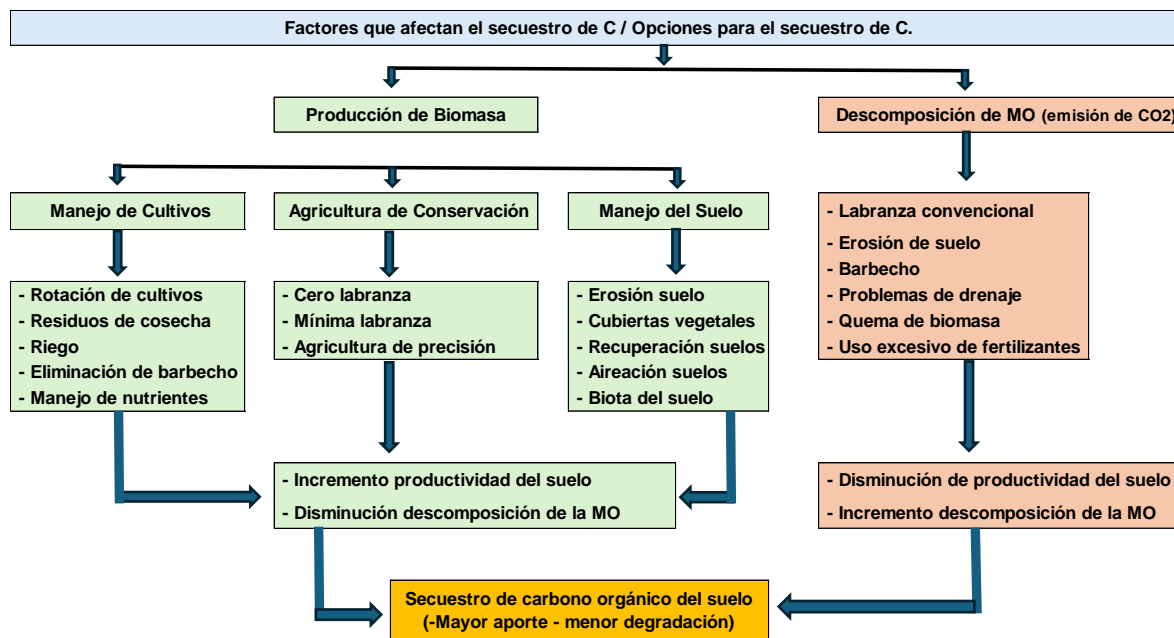 Factores que afectan el secuestro de C / Opciones para el secuestro de C.
Producción de Biomasa
Descomposición de MO (emisión de CO2)
Manejo de Cultivos
Agricultura de Conservación
Manejo del Suelo
- Rotación de cultivos
- Residuos de cosecha
- Riego
- Eliminación de barbecho
- Manejo de nutrientes
- Cero labranza
- Mínima labranza
- Agricultura de precisión
- Erosión suelo
- Cubiertas vegetales
- Recuperación suelos
- Aireación suelos
- Biota del suelo
- Labranza convencional
- Erosión de suelo
- Barbecho
- Problemas de drenaje
- Quema de biomasa
- Uso excesivo de fertilizantes
- Incremento productividad del suelo
- Disminución descomposición de la MO
- Disminución de productividad del suelo
- Incremento descomposición de la MO
Secuestro de carbono orgánico del suelo
(-Mayor aporte - menor degradación)